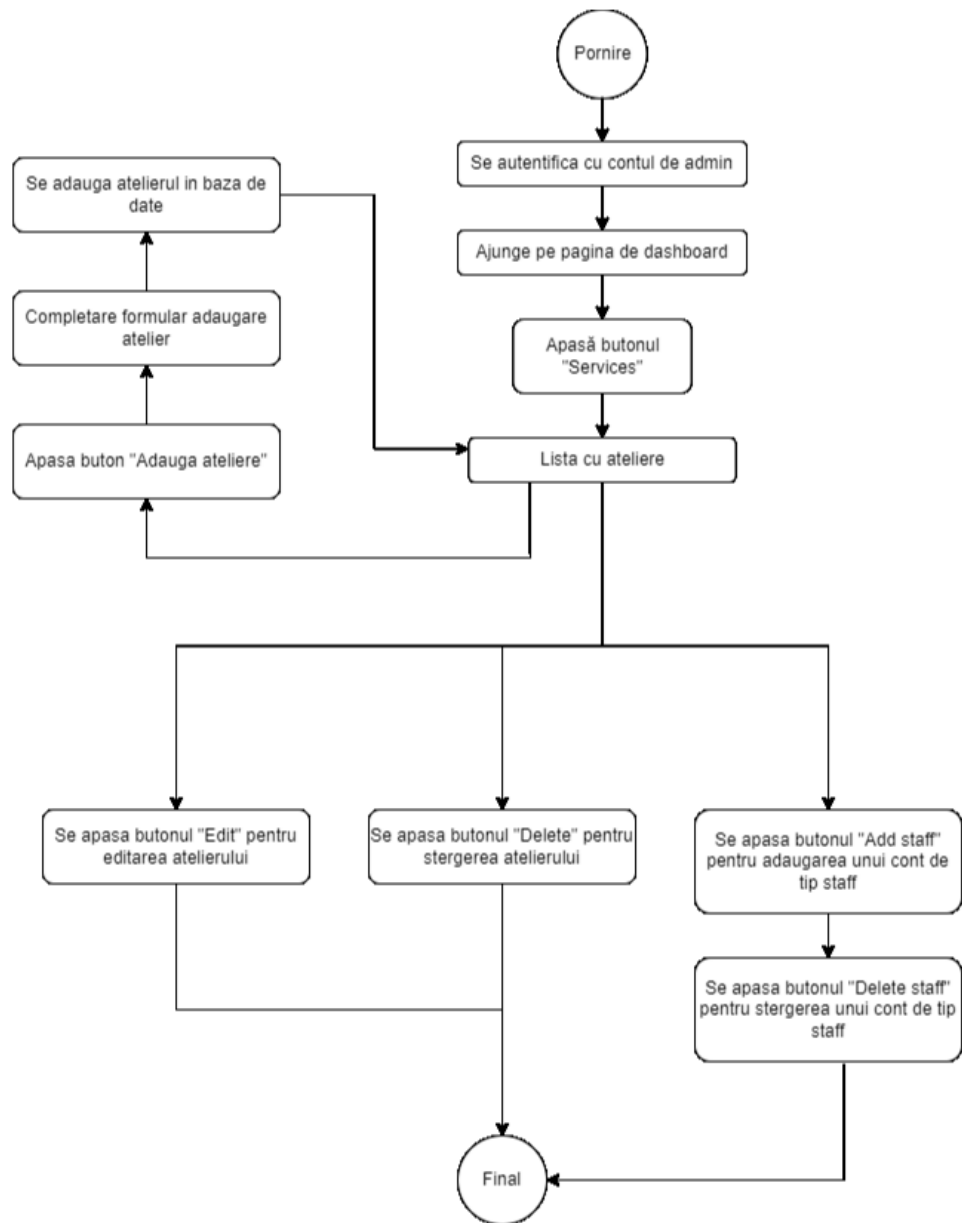 Pornire
Se autentifica cu contul de admin
Ajunge pe pagina de dashboard
Apasă butonul
"Services"
Lista cu ateliere
Se adauga atelierul in baza de
date
Completare formular adaugare
atelier
Apasa buton "Adauga ateliere"
Se apasa butonul "Edit" pentru
editarea atelierului
Se apasa butonul "Delete" pentru
stergerea atelierului
Se apasa butonul "Add staff"
pentru adaugarea unui cont de
tip staff
Se apasa butonul "Delete staff"
pentru stergerea unui cont de tip
staff
Final